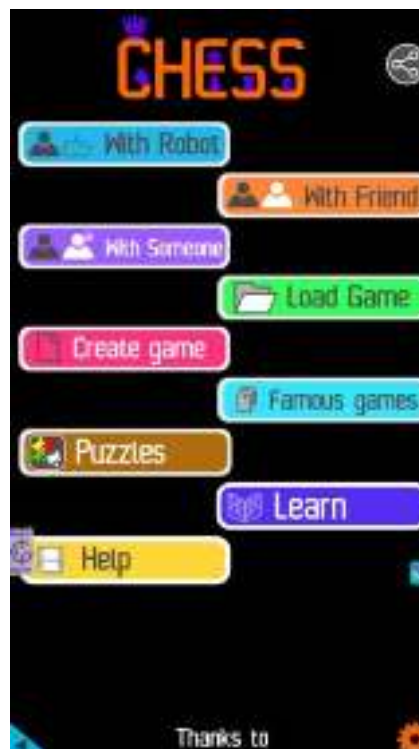 CHESS
With Robot
With Friend
With Someone
Load Game
Create game
Famous games
Puzzles
Learn
Help
Thanks to